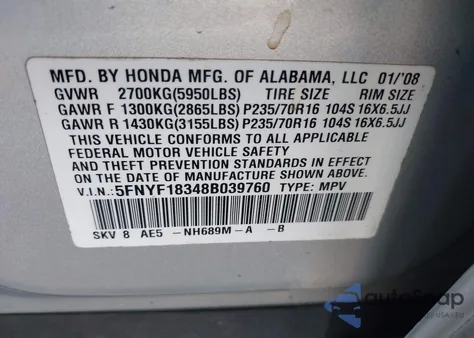 MFD. BY HONDA MFG. OF ALABAMA, LLC 01/'08
GVWR 2700KG(5950LBS) TIRE SIZE RIM SIZE
GAWR F 1300KG(2865LBS) P235/70R16 104S 16X6.5JJ
GAWR R 1430KG(3155LBS) P235/70R16 104S 16X6.5JJ
THIS VEHICLE CONFORMS TO ALL APPLICABLE
FEDERAL MOTOR VEHICLE SAFETY
AND THEFT PREVENTION STANDARDS IN EFFECT
ON THE DATE OF MANUFACTURE SHOWN ABOVE.
V.I.N.: 5FNYF18348B039760 TYPE: MPV
SKV 8 AE5 -NH689M-A -B